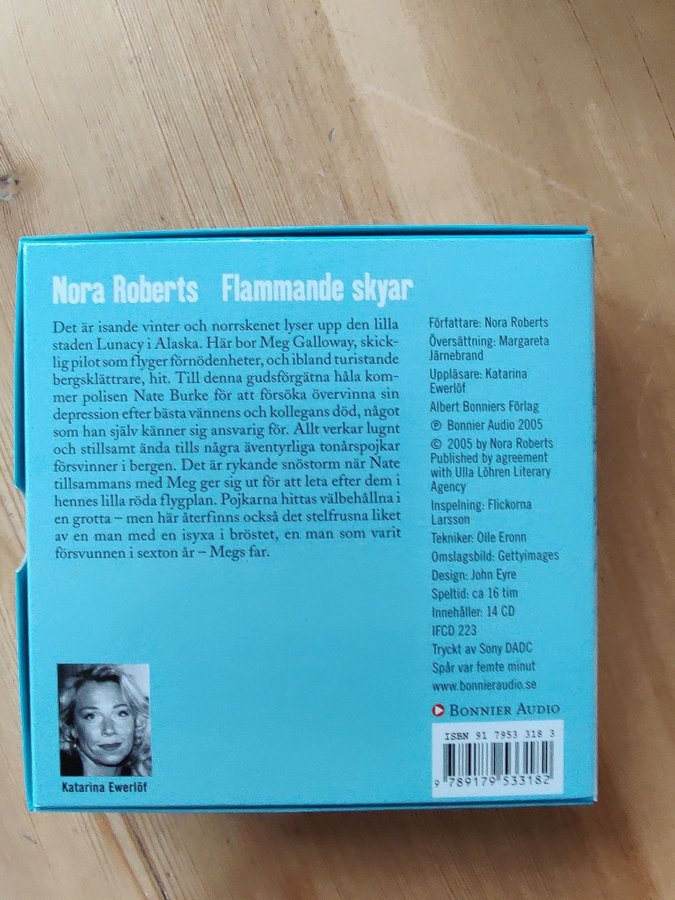 Nora Roberts Flammande skyar
Det är isande vinter och norrskenet lyser upp den lilla
staden Lunacy i Alaska. Här bor Meg Galloway, skick-
lig pilot som flyger förnödenheter, och ibland turistande
bergsklättrare, hit. Till denna gudsförgätna håla kom-
mer polisen Nate Burke för att försöka övervinna sin
depression efter bästa vännens och kollegans död, något
som han själv känner sig ansvarig för. Allt verkar lugnt
och stillsamt ända tills några äventyrliga tonårspojkar
försvinner i bergen. Det är rykande snöstorm när Nate
tillsammans med Meg ger sig ut för att leta efter dem i
hennes lilla röda flygplan. Pojkarna hittas välbehållna i
en grotta – men här återfinns också det stelfrusna liket
av en man med en isyxa i bröstet, en man som varit
försvunnen i sexton år – Megs far.
Katarina Ewerlöf
Författare: Nora Roberts
Översättning: Margareta
Järnebrand
Uppläsare: Katarina
Ewerlöf
Albert Bonniers Förlag
℗ Bonnier Audio 2005
© 2005 by Nora Roberts
Published by agreement
with Ulla Löhren Literary
Agency
Inspelning: Flickorna
Larsson
Tekniker: Olle Eronn
Omslagsbild: Gettyimages
Design: John Eyre
Speltid: ca 16 tim
Innehåller: 14 CD
IFCD 223
Tryckt av Sony DADC
Spår var femte minut
www.bonnieraudio.se
BONNIER AUDIO
ISBN 91 7953 318 3
9 789179 533182